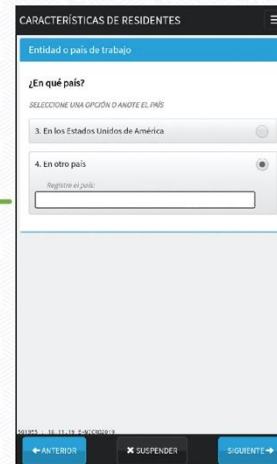 CARACTERÍSTICAS DE RESIDENTES
Entidad o país de trabajo
¿En qué país?
SELECCIONE UNA OPCIÓN O ANOTE EL PAÍS
3. En los Estados Unidos de América
4. En otro país
Registre el país:
ANTERIOR
SUSPENDER
SIGUIENTE